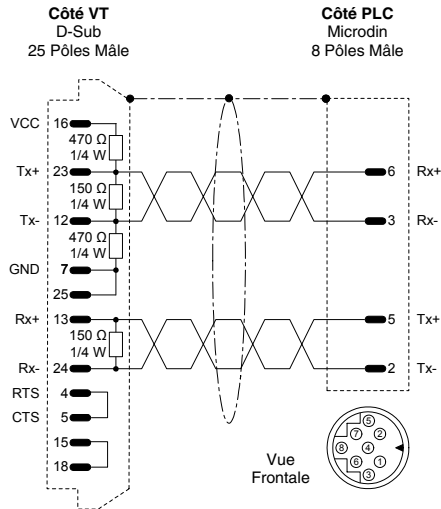 Côté VT
D-Sub
25 Pôles Mâle
Côté PLC
Microdin
8 Pôles Mâle
VCC 16
470 Ω
1/4 W
Tx+ 23
6 Rx+
150 Ω
1/4 W
Tx- 12
3 Rx-
470 Ω
1/4 W
GND 7
25
Rx+ 13
5 Tx+
150 Ω
1/4 W
Rx- 24
2 Tx-
RTS 4
CTS 5
15
18
Vue
Frontale
5
7 2
8 4
6 1
3